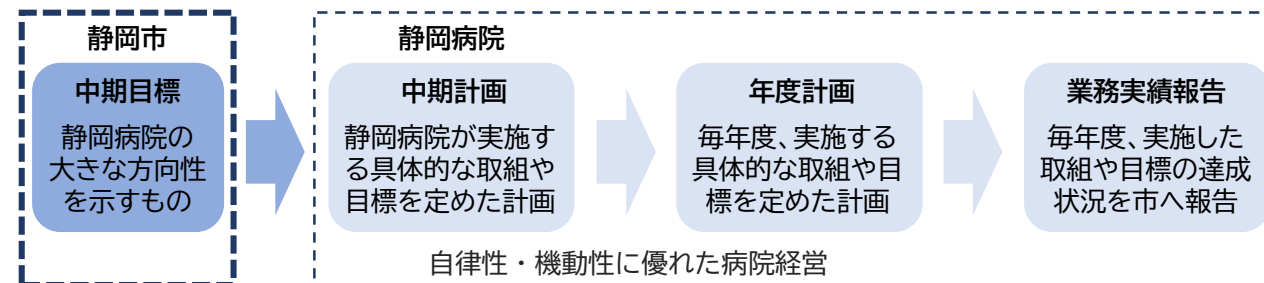 静岡市
中期目標
静岡病院の
大きな方向性
を示すもの
静岡病院
中期計画
静岡病院が実施す
る具体的な取組や
目標を定めた計画
年度計画
毎年度、実施する
具体的な取組や目
標を定めた計画
業務実績報告
毎年度、実施した
取組や目標の達成
状況を市へ報告
自律性・機動性に優れた病院経営